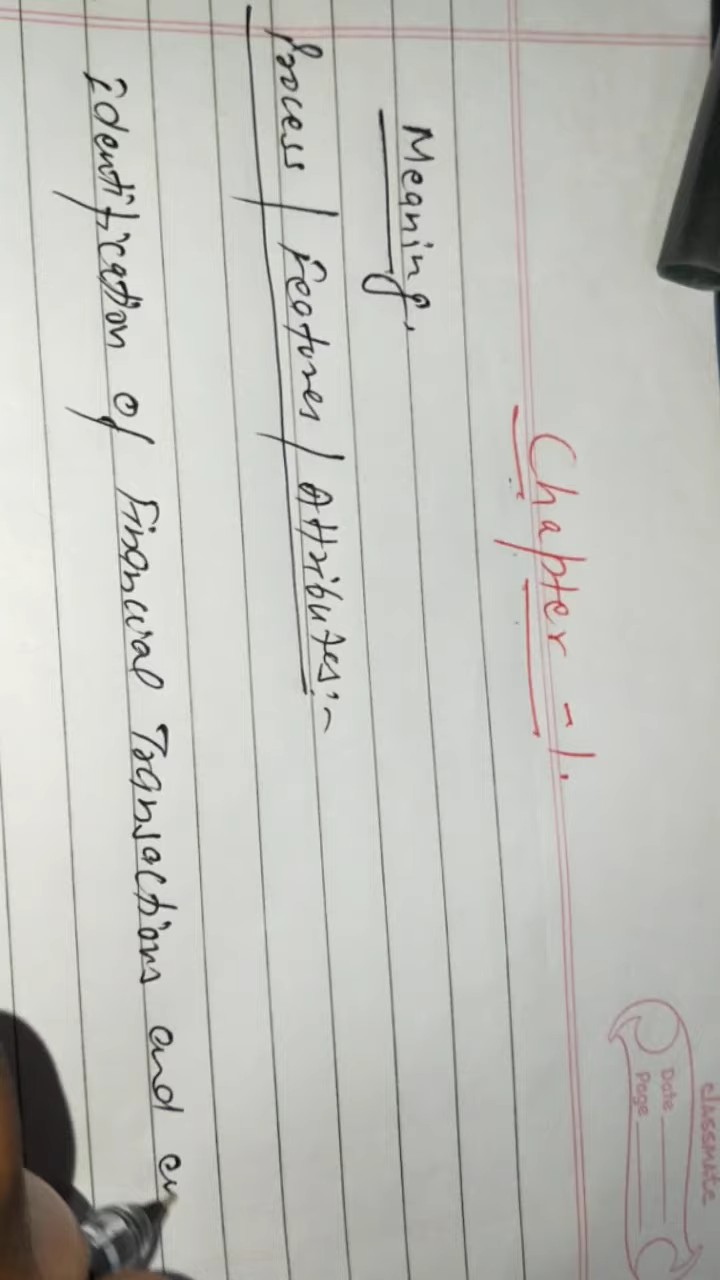 classmate
Date
Page
Chapter - 1.
Meaning,
Process / Features / Attributes:-
Identification of Financial Transactions and